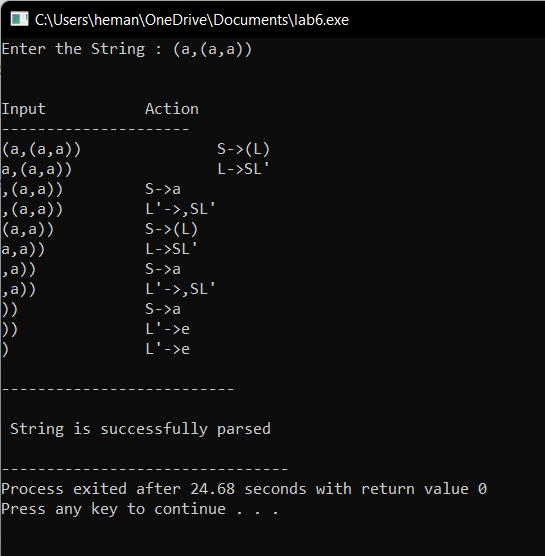 C:\Users\heman\OneDrive\Documents\lab6.exe
Enter the String : (a,(a,a))
Input Action
---------------------
(a,(a,a)) S->(L)
a,(a,a)) L->SL'
,(a,a)) S->a
,(a,a)) L'->,SL'
(a,a)) S->(L)
a,a)) L->SL'
,a)) S->a
,a)) L'->,SL'
)) S->a
)) L'->e
) L'->e
--------------------------
String is successfully parsed
--------------------------------
Process exited after 24.68 seconds with return value 0
Press any key to continue . . .